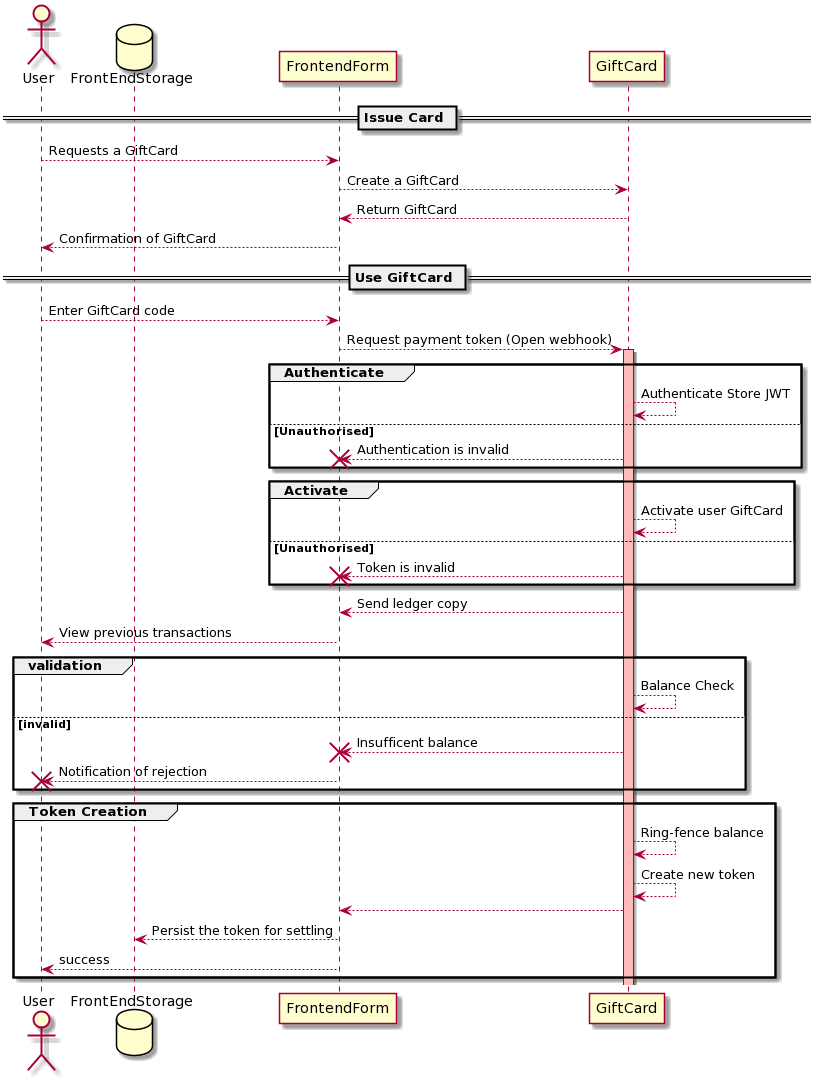 User
FrontEndStorage
FrontendForm
GiftCard
Issue Card
Requests a GiftCard
Create a GiftCard
Return GiftCard
Confirmation of GiftCard
Use GiftCard
Enter GiftCard code
Request payment token (Open webhook)
Authenticate
Authenticate Store JWT
[Unauthorised]
Authentication is invalid
Activate
Activate user GiftCard
[Unauthorised]
Token is invalid
Send ledger copy
View previous transactions
validation
Balance Check
[invalid]
Insufficent balance
Notification of rejection
Token Creation
Ring-fence balance
Create new token
Persist the token for settling
success
User
FrontEndStorage
FrontendForm
GiftCard